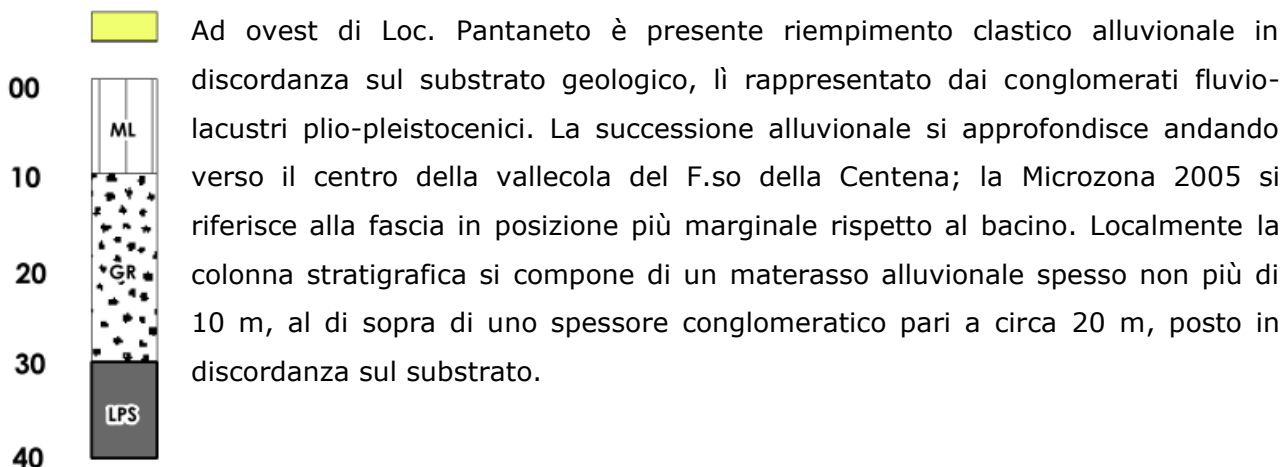 Ad ovest di Loc. Pantaneto è presente riempimento clastico alluvionale in
discordanza sul substrato geologico, lì rappresentato dai conglomerati fluvio-
lacustri plio-pleistocenici. La successione alluvionale si approfondisce andando
verso il centro della vallecola del F.so della Centena; la Microzona 2005 si
riferisce alla fascia in posizione più marginale rispetto al bacino. Localmente la
colonna stratigrafica si compone di un materasso alluvionale spesso non più di
10 m, al di sopra di uno spessore conglomeratico pari a circa 20 m, posto in
discordanza sul substrato.
00
ML
10
GR
20
30
LPS
40